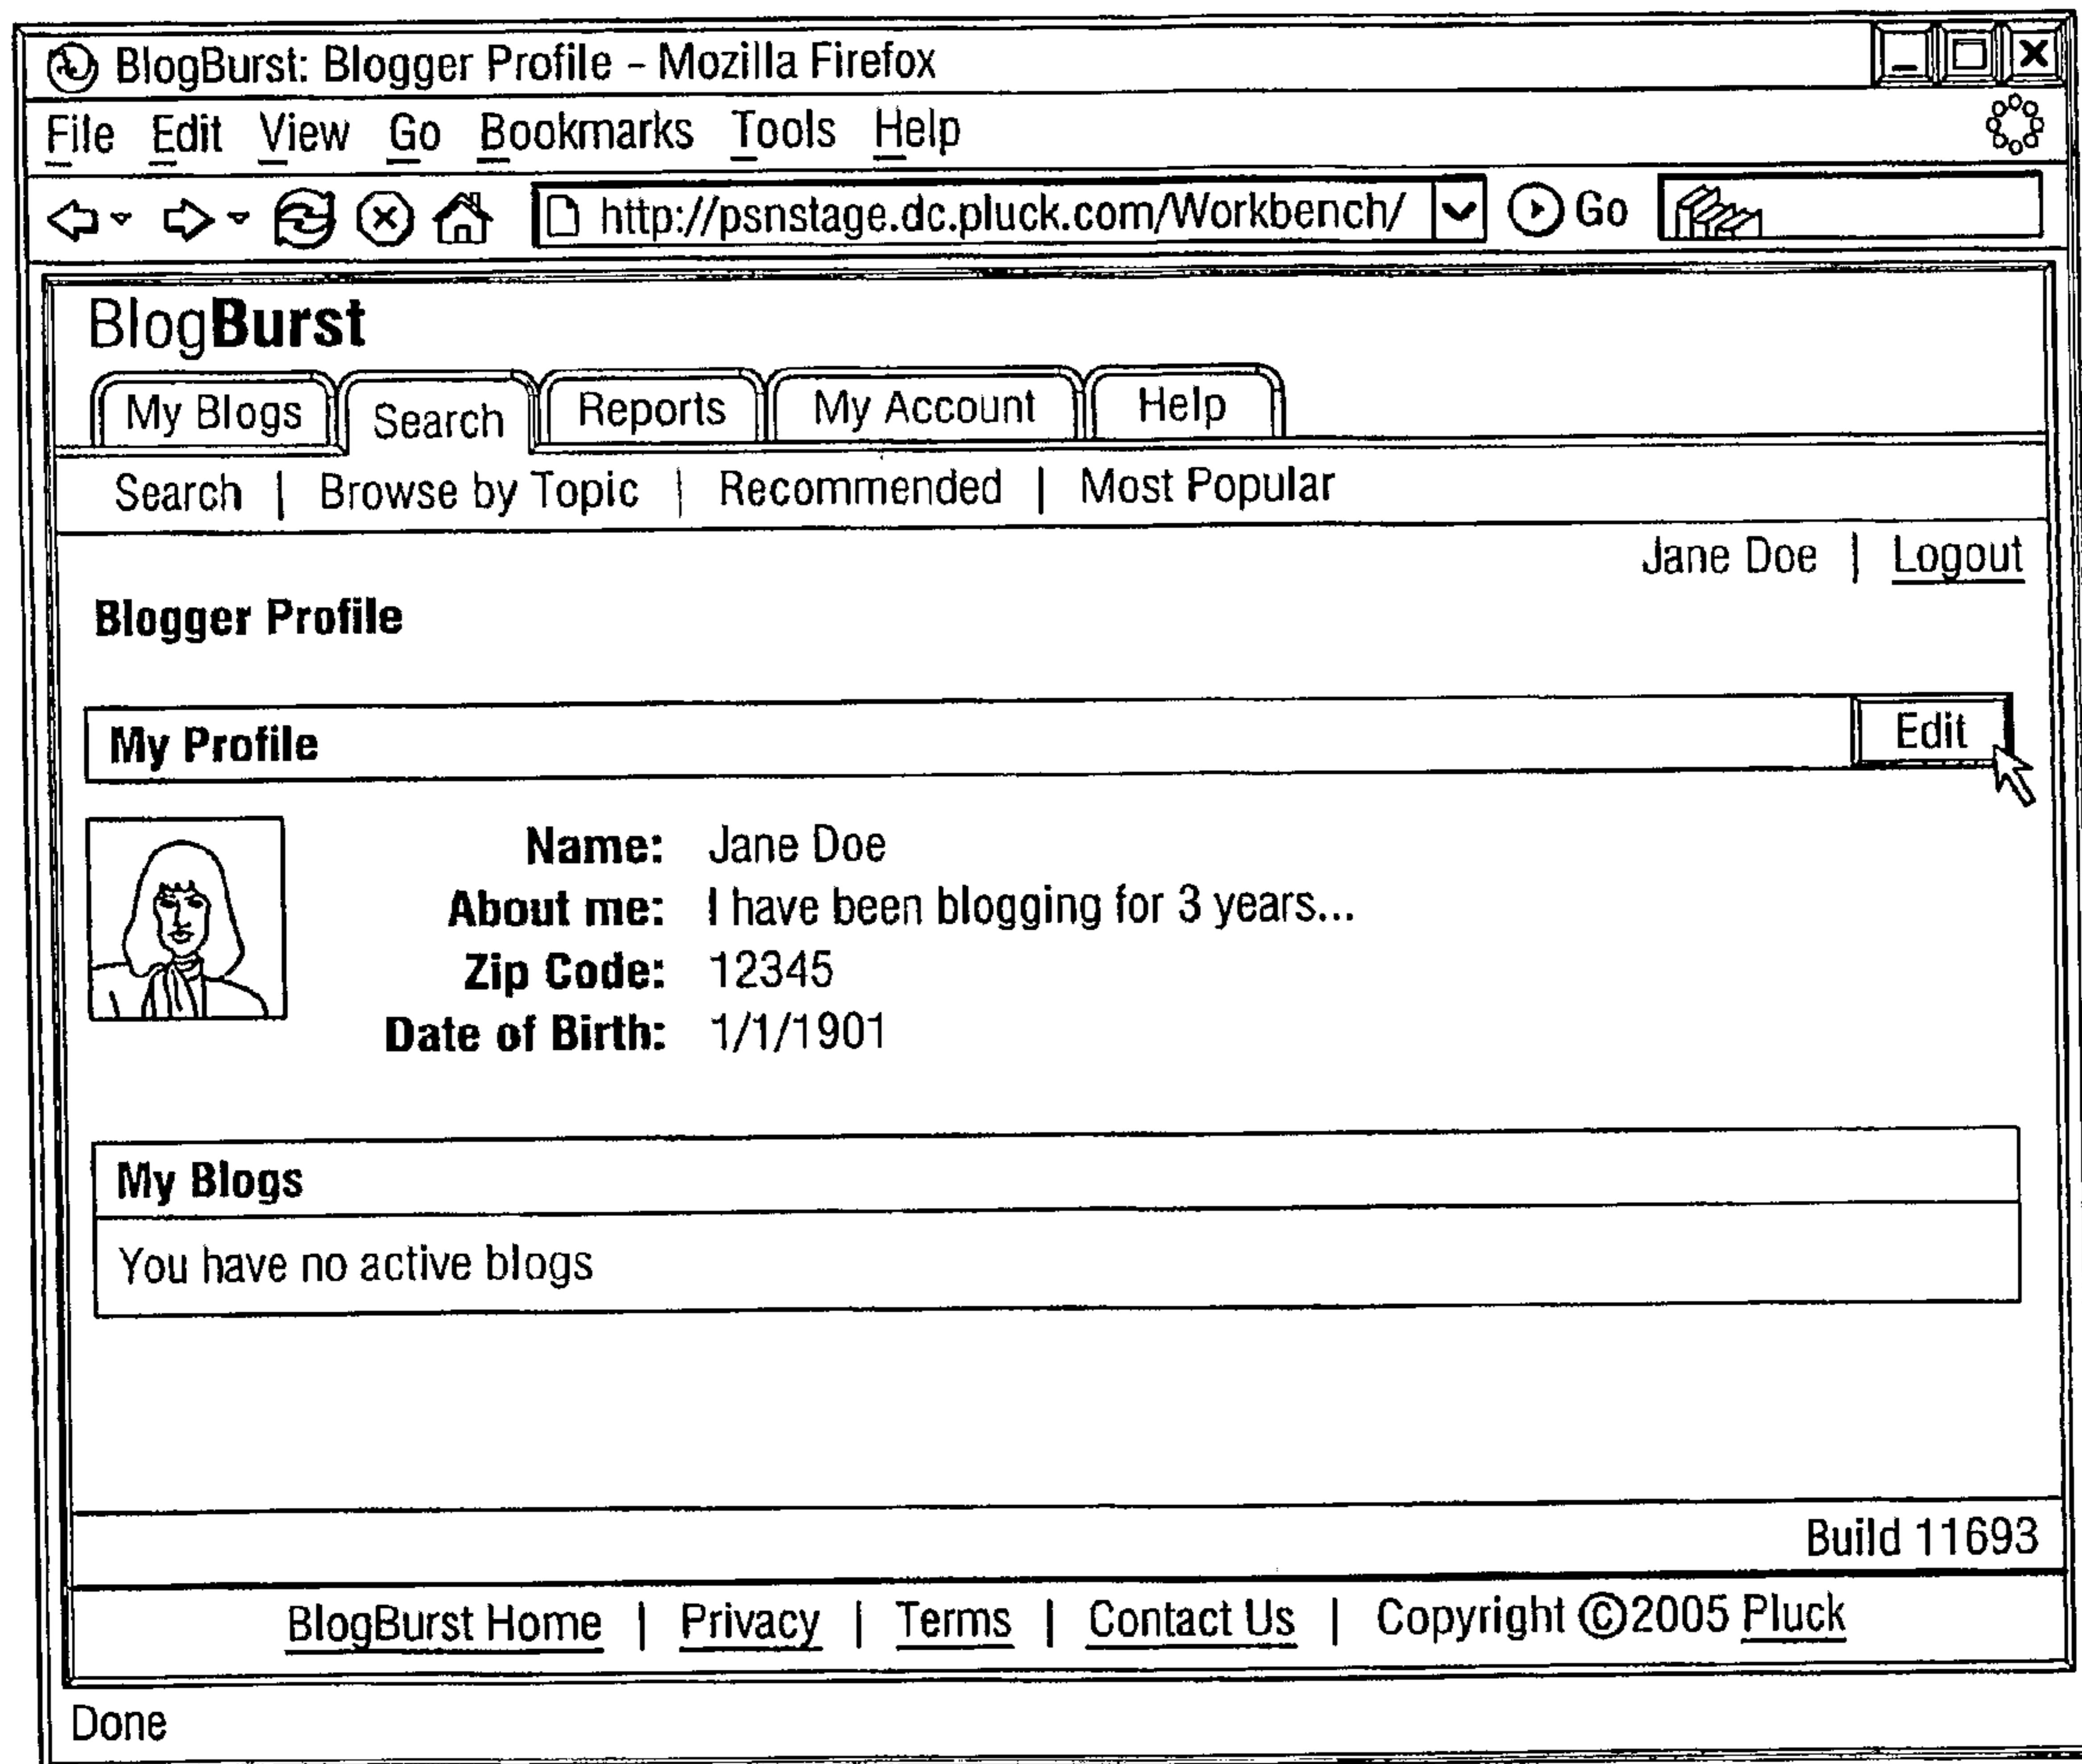 BlogBurst: Blogger Profile - Mozilla Firefox
File Edit View Go Bookmarks Tools Help
http://psnstage.dc.pluck.com/Workbench/ Go
BlogBurst
My Blogs Search Reports My Account Help
Search | Browse by Topic | Recommended | Most Popular
Jane Doe | Logout
Blogger Profile
My Profile Edit
Name: Jane Doe
About me: I have been blogging for 3 years...
Zip Code: 12345
Date of Birth: 1/1/1901
My Blogs
You have no active blogs
Build 11693
BlogBurst Home | Privacy | Terms | Contact Us | Copyright ©2005 Pluck
Done